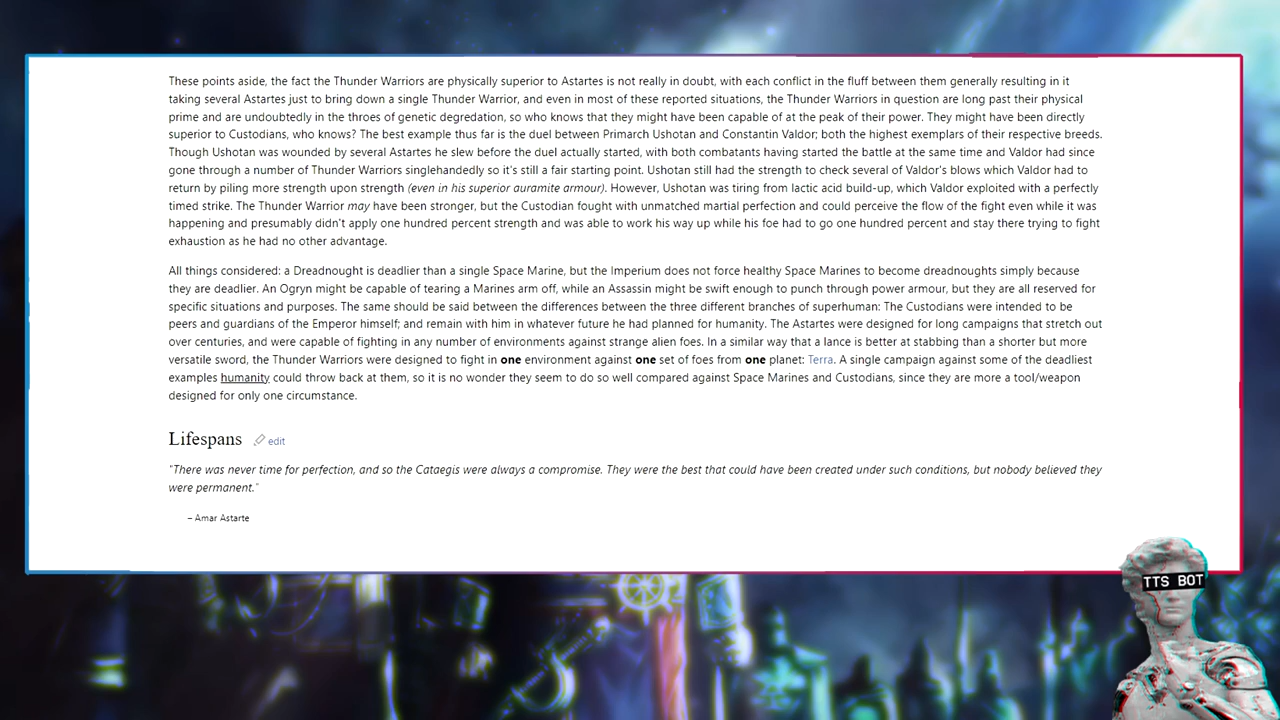 These points aside, the fact the Thunder Warriors are physically superior to Astartes is not really in doubt, with each conflict in the fluff between them generally resulting in it
taking several Astartes just to bring down a single Thunder Warrior, and even in most of these reported situations, the Thunder Warriors in question are long past their physical
prime and are undoubtedly in the throes of genetic degredation, so who knows that they might have been capable of at the peak of their power. They might have been directly
superior to Custodians, who knows? The best example thus far is the duel between Primarch Ushotan and Constantin Valdor; both the highest exemplars of their respective breeds.
Though Ushotan was wounded by several Astartes he slew before the duel actually started, with both combatants having started the battle at the same time and Valdor had since
gone through a number of Thunder Warriors singlehandedly so it's still a fair starting point. Ushotan still had the strength to check several of Valdor's blows which Valdor had to
return by piling more strength upon strength (even in his superior auramite armour). However, Ushotan was tiring from lactic acid build-up, which Valdor exploited with a perfectly
timed strike. The Thunder Warrior may have been stronger, but the Custodian fought with unmatched martial perfection and could perceive the flow of the fight even while it was
happening and presumably didn't apply one hundred percent strength and was able to work his way up while his foe had to go one hundred percent and stay there trying to fight
exhaustion as he had no other advantage.
All things considered: a Dreadnought is deadlier than a single Space Marine, but the Imperium does not force healthy Space Marines to become dreadnoughts simply because
they are deadlier. An Ogryn might be capable of tearing a Marines arm off, while an Assassin might be swift enough to punch through power armour, but they are all reserved for
specific situations and purposes. The same should be said between the differences between the three different branches of superhuman: The Custodians were intended to be
peers and guardians of the Emperor himself; and remain with him in whatever future he had planned for humanity. The Astartes were designed for long campaigns that stretch out
over centuries, and were capable of fighting in any number of environments against strange alien foes. In a similar way that a lance is better at stabbing than a shorter but more
versatile sword, the Thunder Warriors were designed to fight in one environment against one set of foes from one planet: Terra. A single campaign against some of the deadliest
examples humanity could throw back at them, so it is no wonder they seem to do so well compared against Space Marines and Custodians, since they are more a tool/weapon
designed for only one circumstance.
Lifespans edit
"There was never time for perfection, and so the Cataegis were always a compromise. They were the best that could have been created under such conditions, but nobody believed they
were permanent."
– Amar Astarte
TTS BOT